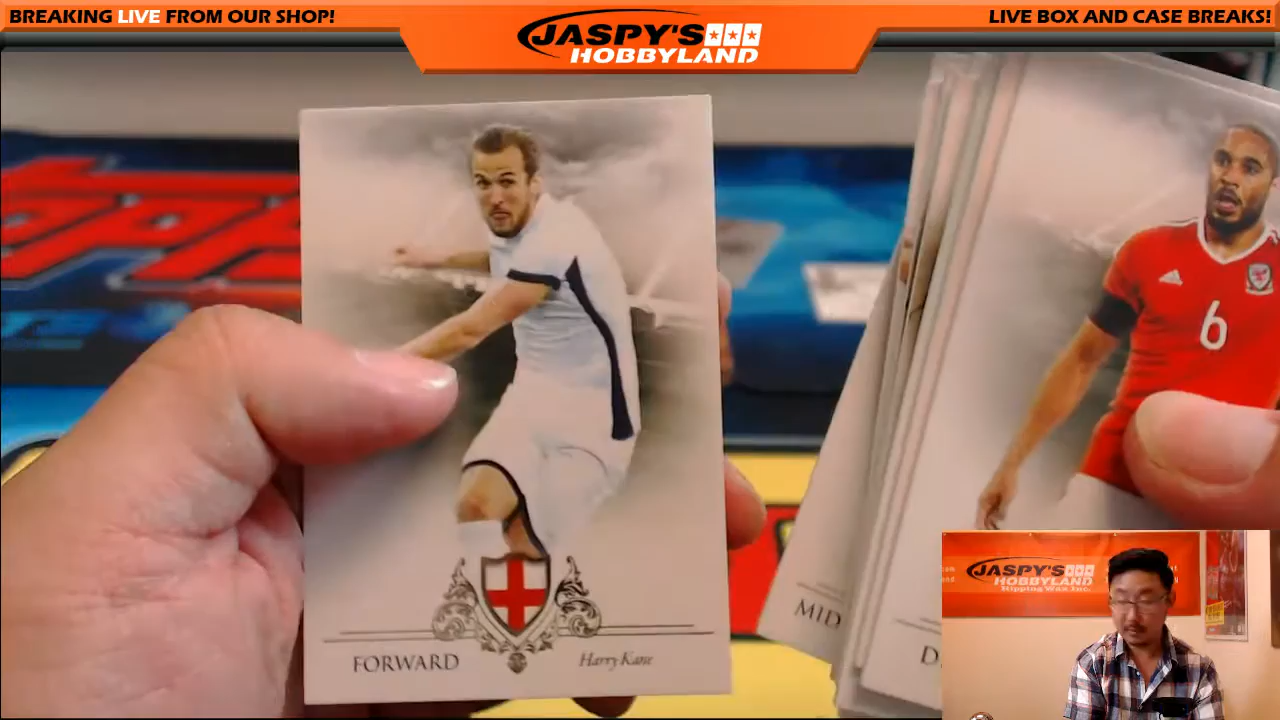 BREAKING LIVE FROM OUR SHOP!
JASPY'S
HOBBYLAND
LIVE BOX AND CASE BREAKS!
6
FORWARD
Harry Kane
MID
D
JASPY'S
HOBBYLAND
Ripping Wax Inc.